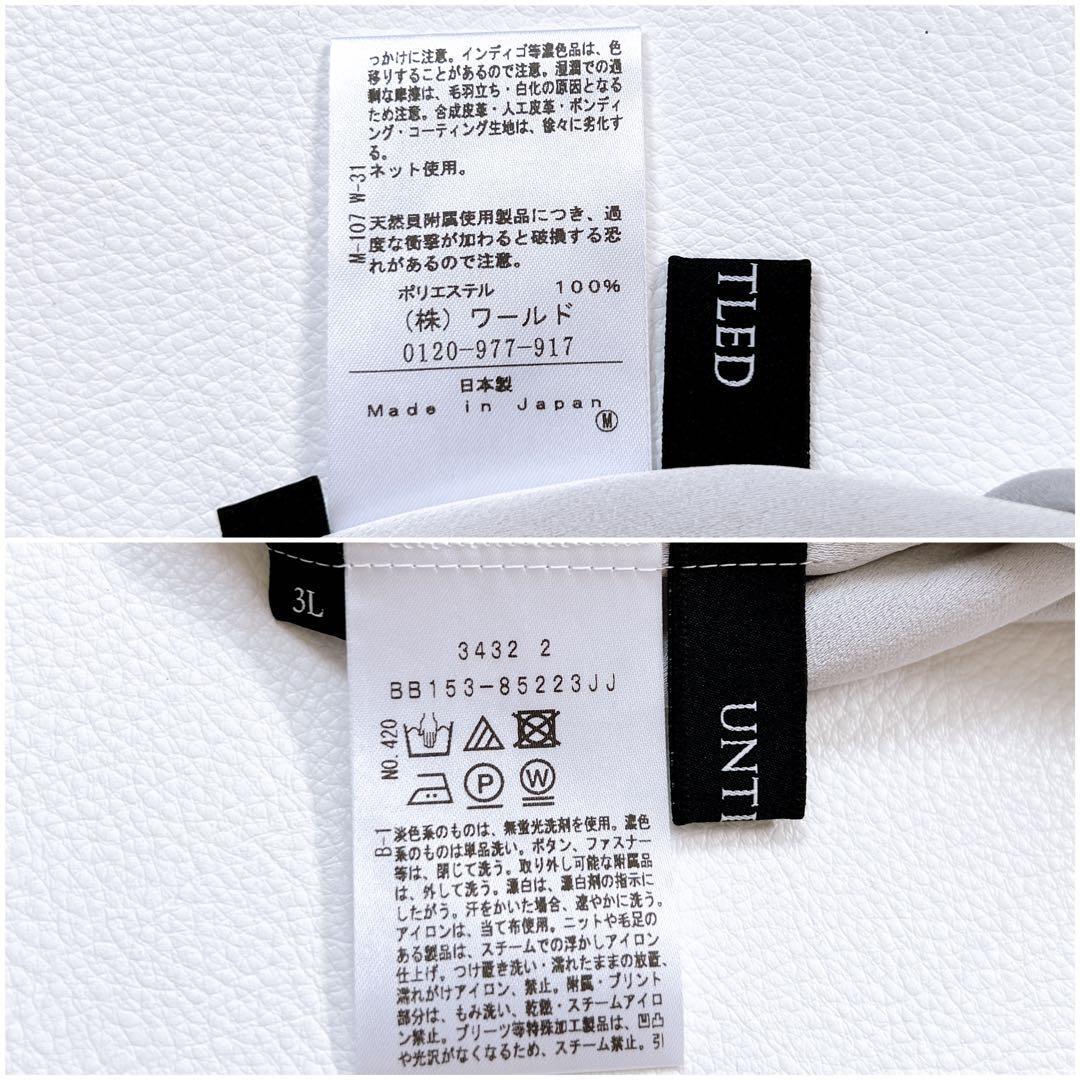 っかけに注意。インディゴ等濃色品は、色
移りすることがあるので注意。湿潤での過
剰な摩擦は、毛羽立ち・白化の原因となる
ため注意。合成皮革・人工皮革・ボンディ
ング・コーティング生地は、徐々に劣化す
る。
ネット使用。
M-107 W-31
天然貝附属使用製品につき、過
度な衝撃が加わると破損する恐
れがあるので注意。
ポリエステル 100%
(株) ワールド
0120-977-917
日本製
Made in Japan
M
TLED
3L
3432 2
BB153-85223JJ
NO.420
P
W
UNTI
B-1
淡色系のものは、無蛍光洗剤を使用。濃色
系のものは単品洗い。ボタン、ファスナー
等は、閉じて洗う。取り外し可能な附属品
は、外して洗う。漂白は、漂白剤の指示に
したがう。汗をかいた場合、速やかに洗う。
アイロンは、当て布使用。ニットや毛足の
ある製品は、スチームでの浮かしアイロン
仕上げ。つけ置き洗い・濡れたままの放置、
濡れがけアイロン、禁止。附属・プリント
部分は、もみ洗い、乾熱・スチームアイロ
ン禁止。プリーツ等特殊加工製品は、凹凸
や光沢がなくなるため、スチーム禁止。引